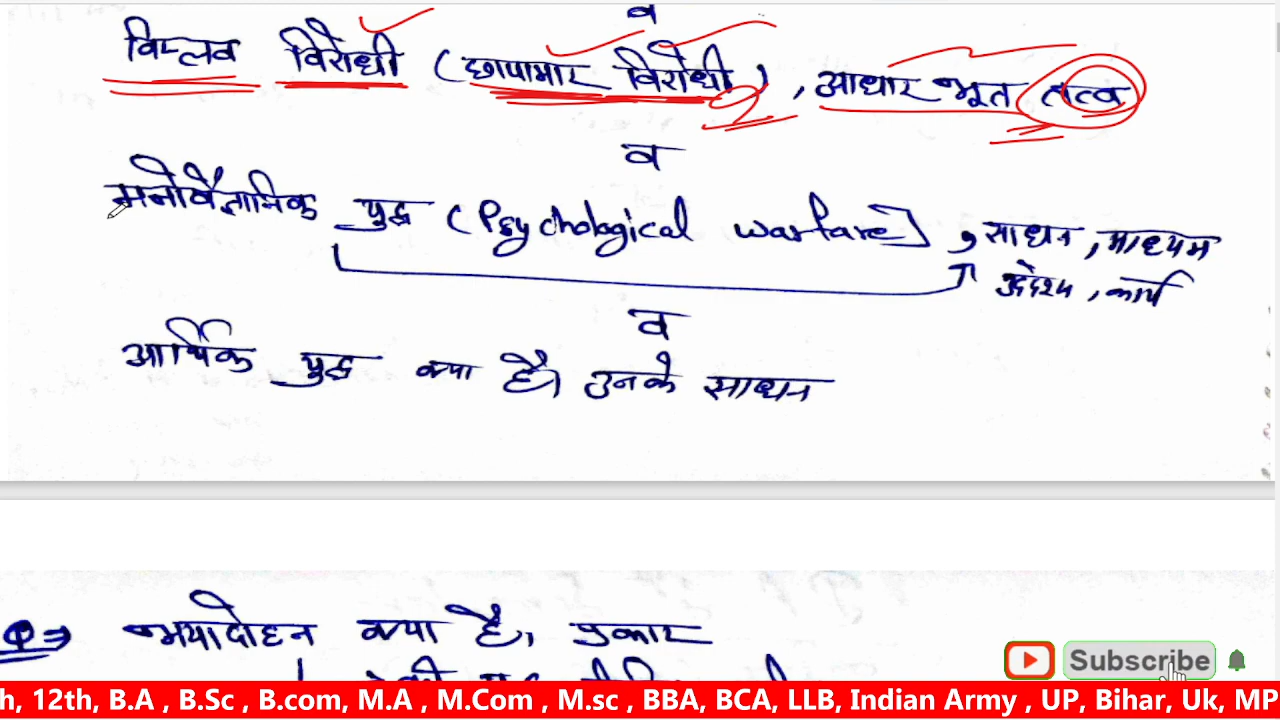 व
विप्लव विरोधी (छापामार विरोधी), आधार भूत तत्व
व
मनोवैज्ञानिक युद्ध (Psychological warfare), साधन, माध्यम
उद्देश्य, कार्य
व
आर्थिक युद्ध क्या है, उनके साधन
Q⇒ भयादोहन क्या है, प्रकार
Subscribe
h, 12th, B.A , B.Sc , B.com, M.A , M.Com , M.sc , BBA, BCA, LLB, Indian Army , UP, Bihar, Uk, MP